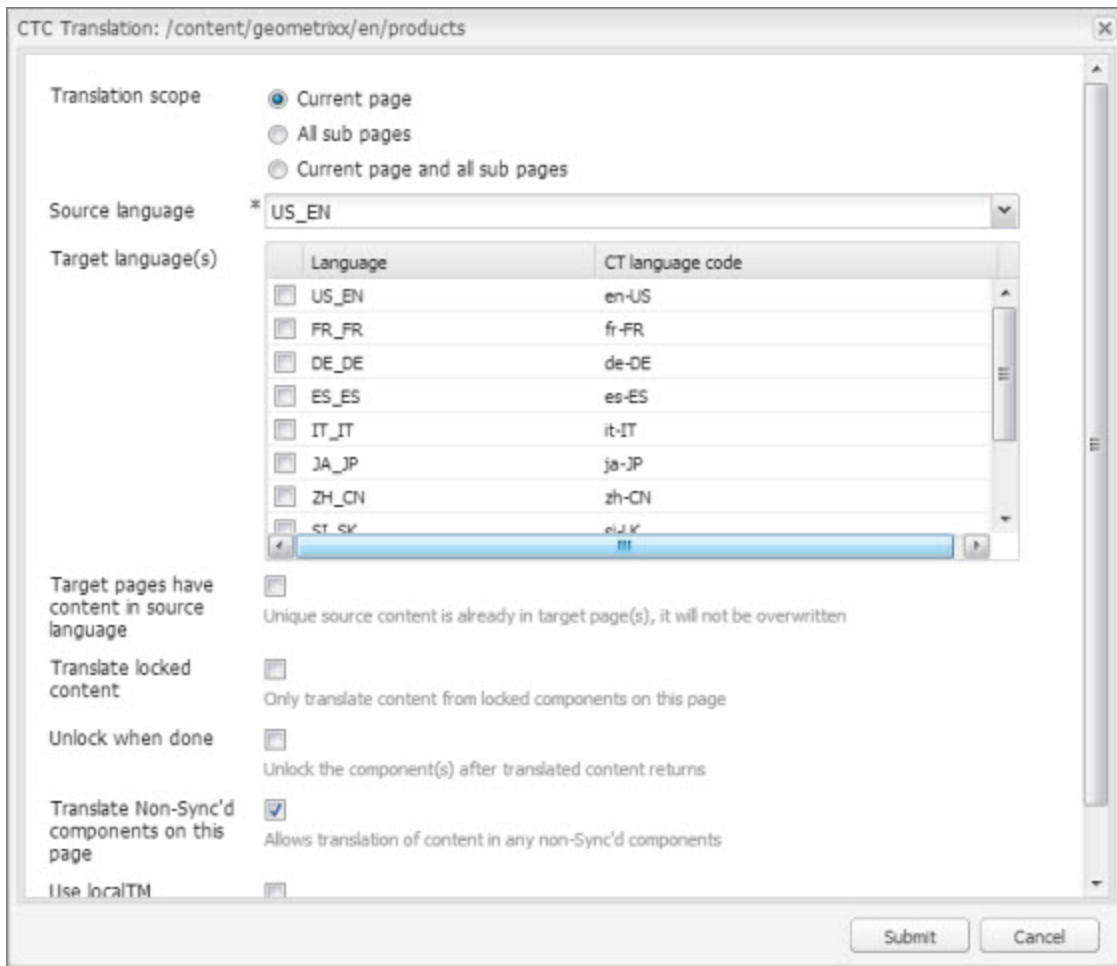 CTC Translation: /content/geometrixx/en/products
Translation scope
Current page
All sub pages
Current page and all sub pages
Source language * US_EN
Target language(s)
Language CT language code
US_EN en-US
FR_FR fr-FR
DE_DE de-DE
ES_ES es-ES
IT_IT it-IT
JA_JP ja-JP
ZH_CN zh-CN
SI_SK si-LK
Target pages have
content in source
language
Unique source content is already in target page(s), it will not be overwritten
Translate locked
content
Only translate content from locked components on this page
Unlock when done
Unlock the component(s) after translated content returns
Translate Non-Sync'd
components on this
page
Allows translation of content in any non-Sync'd components
Use localTM
Submit Cancel